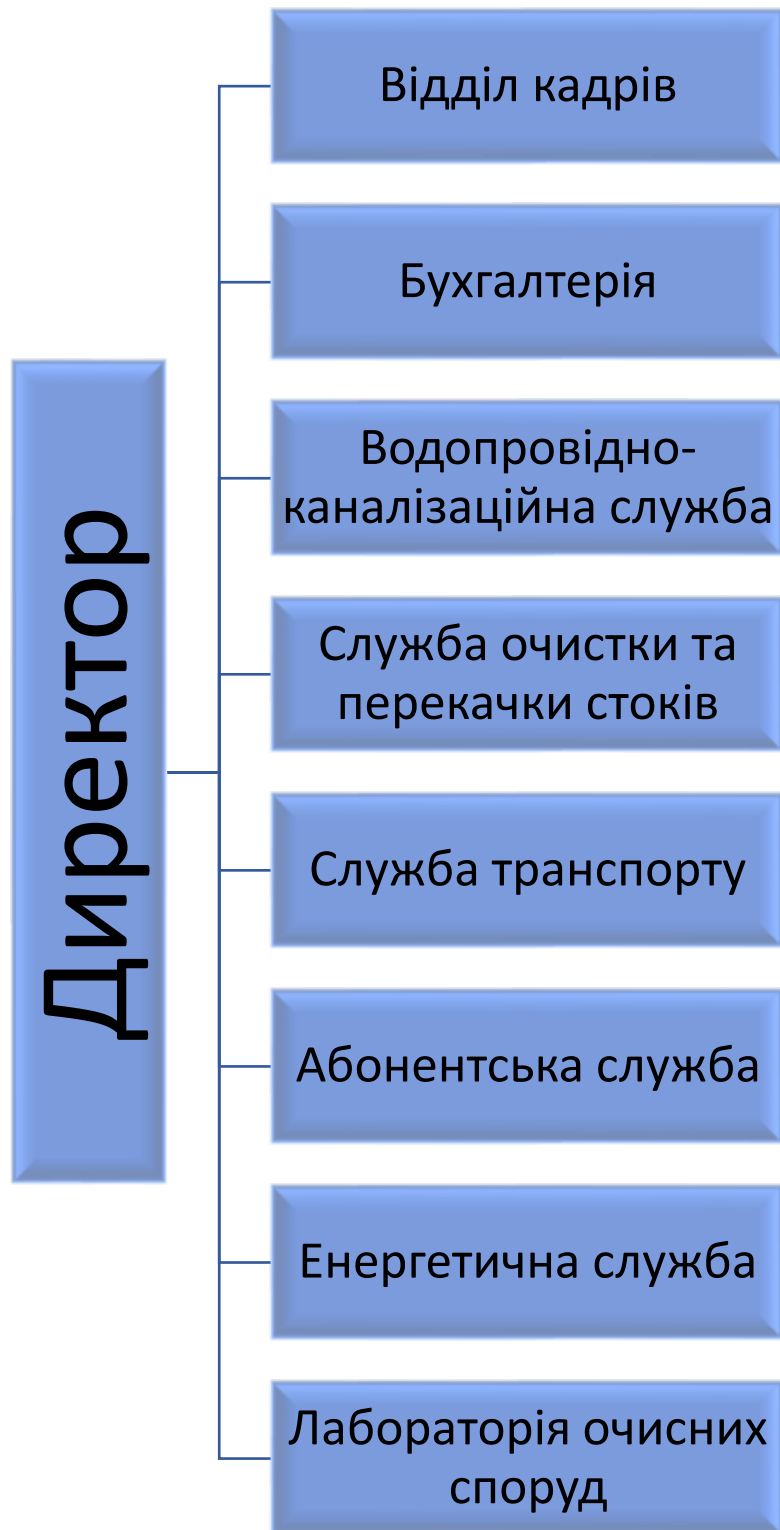 Директор
Відділ кадрів
Бухгалтерія
Водопровідно-
каналізаційна служба
Служба очистки та
перекачки стоків
Служба транспорту
Абонентська служба
Енергетична служба
Лабораторія очисних
споруд